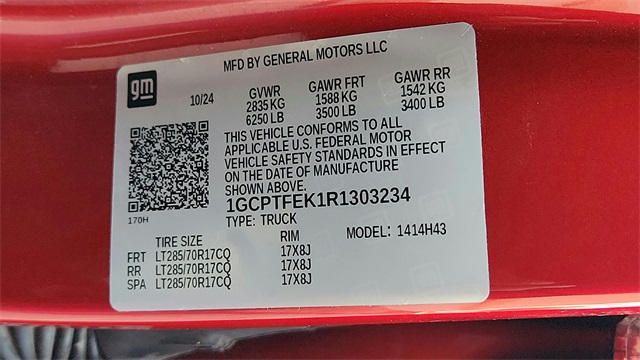 MFD BY GENERAL MOTORS LLC
gm
10/24
GVWR GAWR FRT GAWR RR
2835 KG 1588 KG 1542 KG
6250 LB 3500 LB 3400 LB
THIS VEHICLE CONFORMS TO ALL
APPLICABLE U.S. FEDERAL MOTOR
VEHICLE SAFETY STANDARDS IN EFFECT
ON THE DATE OF MANUFACTURE
SHOWN ABOVE.
170H
1GCPTFEK1R1303234
TYPE: TRUCK MODEL: 1414H43
TIRE SIZE RIM
FRT LT285/70R17CQ 17X8J
RR LT285/70R17CQ 17X8J
SPA LT285/70R17CQ 17X8J